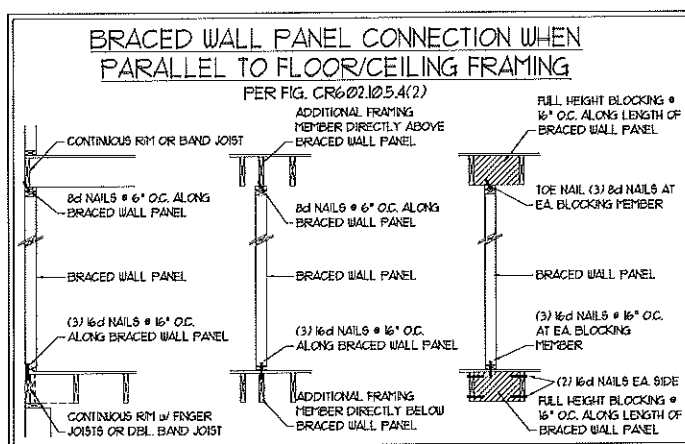 BRACED WALL PANEL CONNECTION WHEN
PARALLEL TO FLOOR/CEILING FRAMING
PER FIG. CR602.10.5.4(2)
CONTINUOUS RIM OR BAND JOIST
8d NAILS @ 6" O.C. ALONG
BRACED WALL PANEL
BRACED WALL PANEL
(3) 16d NAILS @ 16" O.C.
ALONG BRACED WALL PANEL
CONTINUOUS RIM w/ FINGER
JOISTS OR DBL. BAND JOIST
ADDITIONAL FRAMING
MEMBER DIRECTLY ABOVE
BRACED WALL PANEL
8d NAILS @ 6" O.C. ALONG
BRACED WALL PANEL
BRACED WALL PANEL
(3) 16d NAILS @ 16" O.C.
ALONG BRACED WALL PANEL
ADDITIONAL FRAMING
MEMBER DIRECTLY BELOW
BRACED WALL PANEL
FULL HEIGHT BLOCKING @
16" O.C. ALONG LENGTH OF
BRACED WALL PANEL
TOE NAIL (3) 8d NAILS AT
EA. BLOCKING MEMBER
BRACED WALL PANEL
(3) 16d NAILS @ 16" O.C.
AT EA. BLOCKING
MEMBER
(2) 16d NAILS EA. SIDE
FULL HEIGHT BLOCKING @
16" O.C. ALONG LENGTH OF
BRACED WALL PANEL